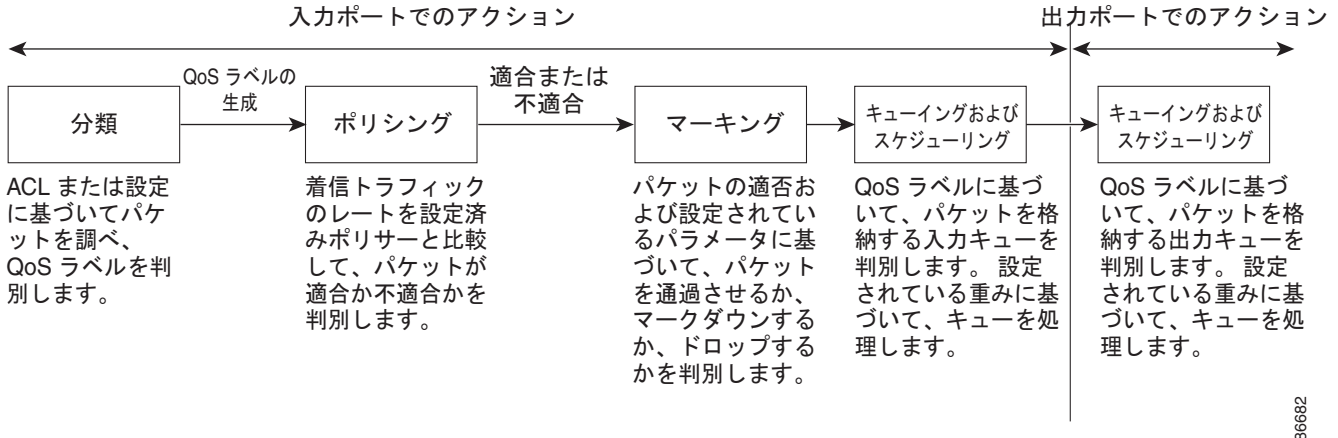 入力ポートでのアクション
出力ポートでのアクション
分類
QoS ラベルの
生成
ポリシング
適合または
不適合
マーキング
キューイングおよび
スケジューリング
キューイングおよび
スケジューリング
ACL または設定
に基づいてパケ
ットを調べ、
QoS ラベルを判
別します。
着信トラフィック
のレートを設定済
みポリサーと比較
して、パケットが
適合か不適合かを
判別します。
パケットの適否お
よび設定されてい
るパラメータに基
づいて、パケット
を通過させるか、
マークダウンする
か、ドロップする
かを判別します。
QoS ラベルに基づ
いて、パケットを格
納する入力キューを
判別します。 設定
されている重みに基
づいて、キューを処
理します。
QoS ラベルに基づ
いて、パケットを格
納する出力キューを
判別します。 設定
されている重みに基
づいて、キューを処
理します。
86682